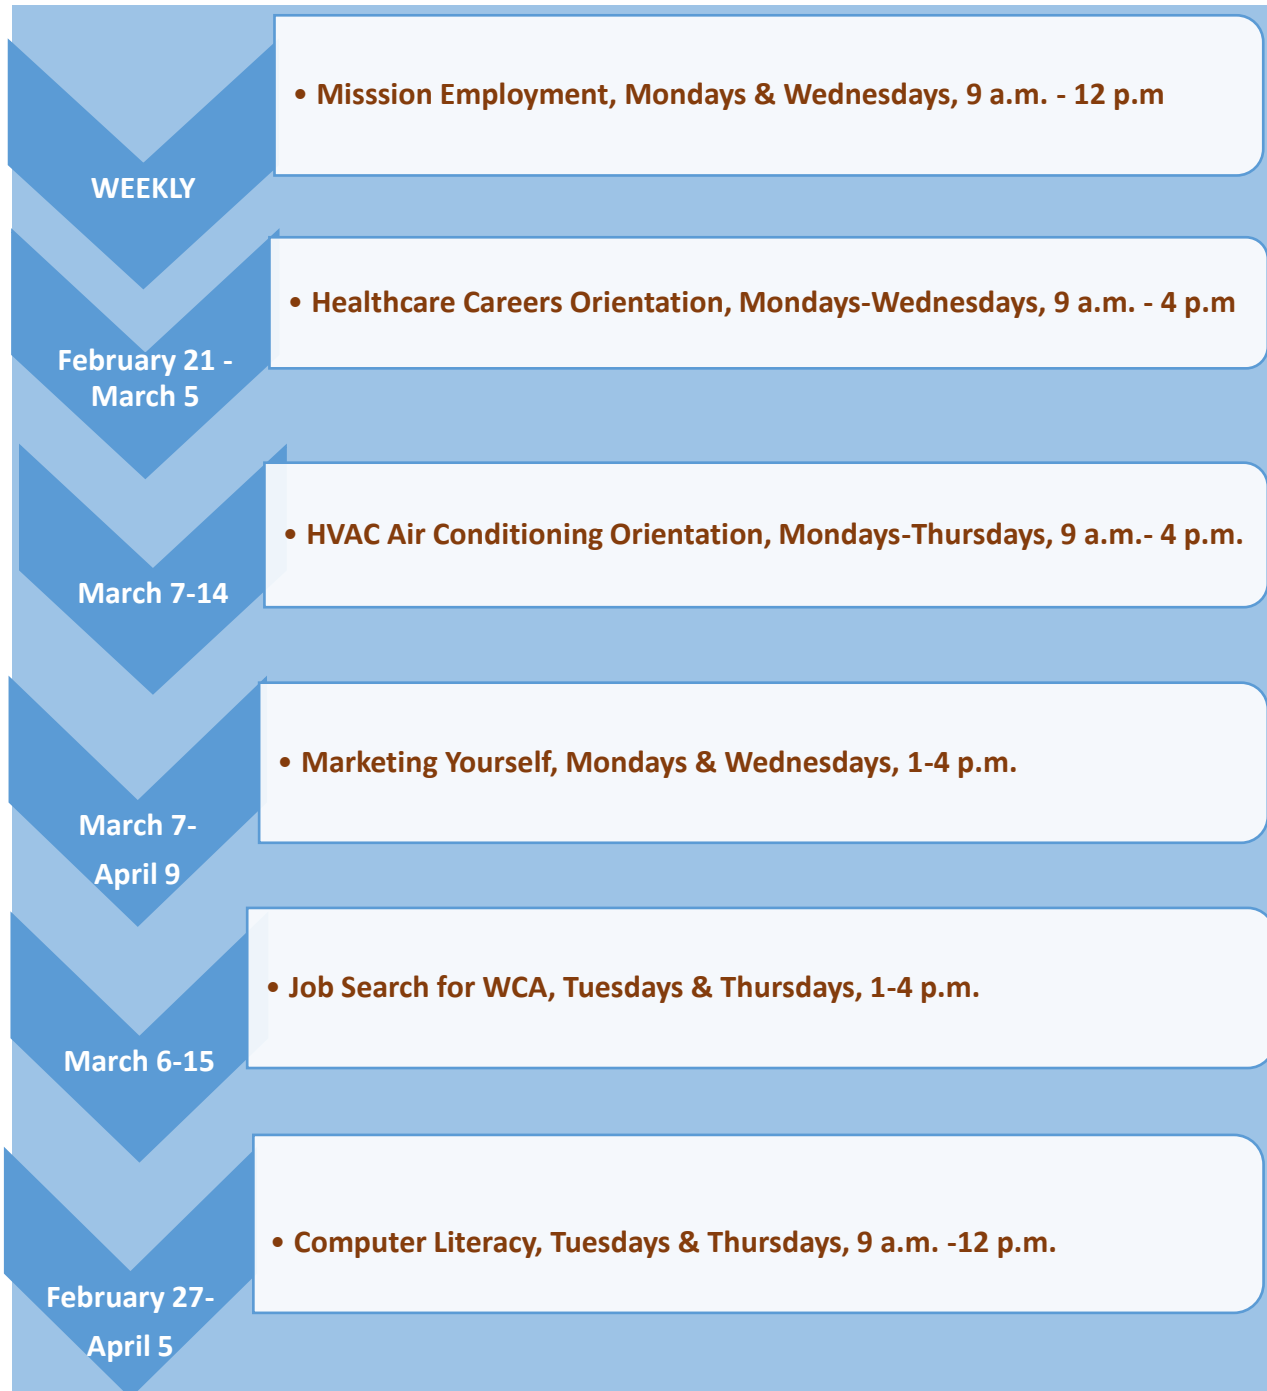 WEEKLY
• Misssion Employment, Mondays & Wednesdays, 9 a.m. - 12 p.m
February 21 -
March 5
• Healthcare Careers Orientation, Mondays-Wednesdays, 9 a.m. - 4 p.m
March 7-14
• HVAC Air Conditioning Orientation, Mondays-Thursdays, 9 a.m.- 4 p.m.
March 7-
April 9
• Marketing Yourself, Mondays & Wednesdays, 1-4 p.m.
March 6-15
• Job Search for WCA, Tuesdays & Thursdays, 1-4 p.m.
February 27-
April 5
• Computer Literacy, Tuesdays & Thursdays, 9 a.m. -12 p.m.